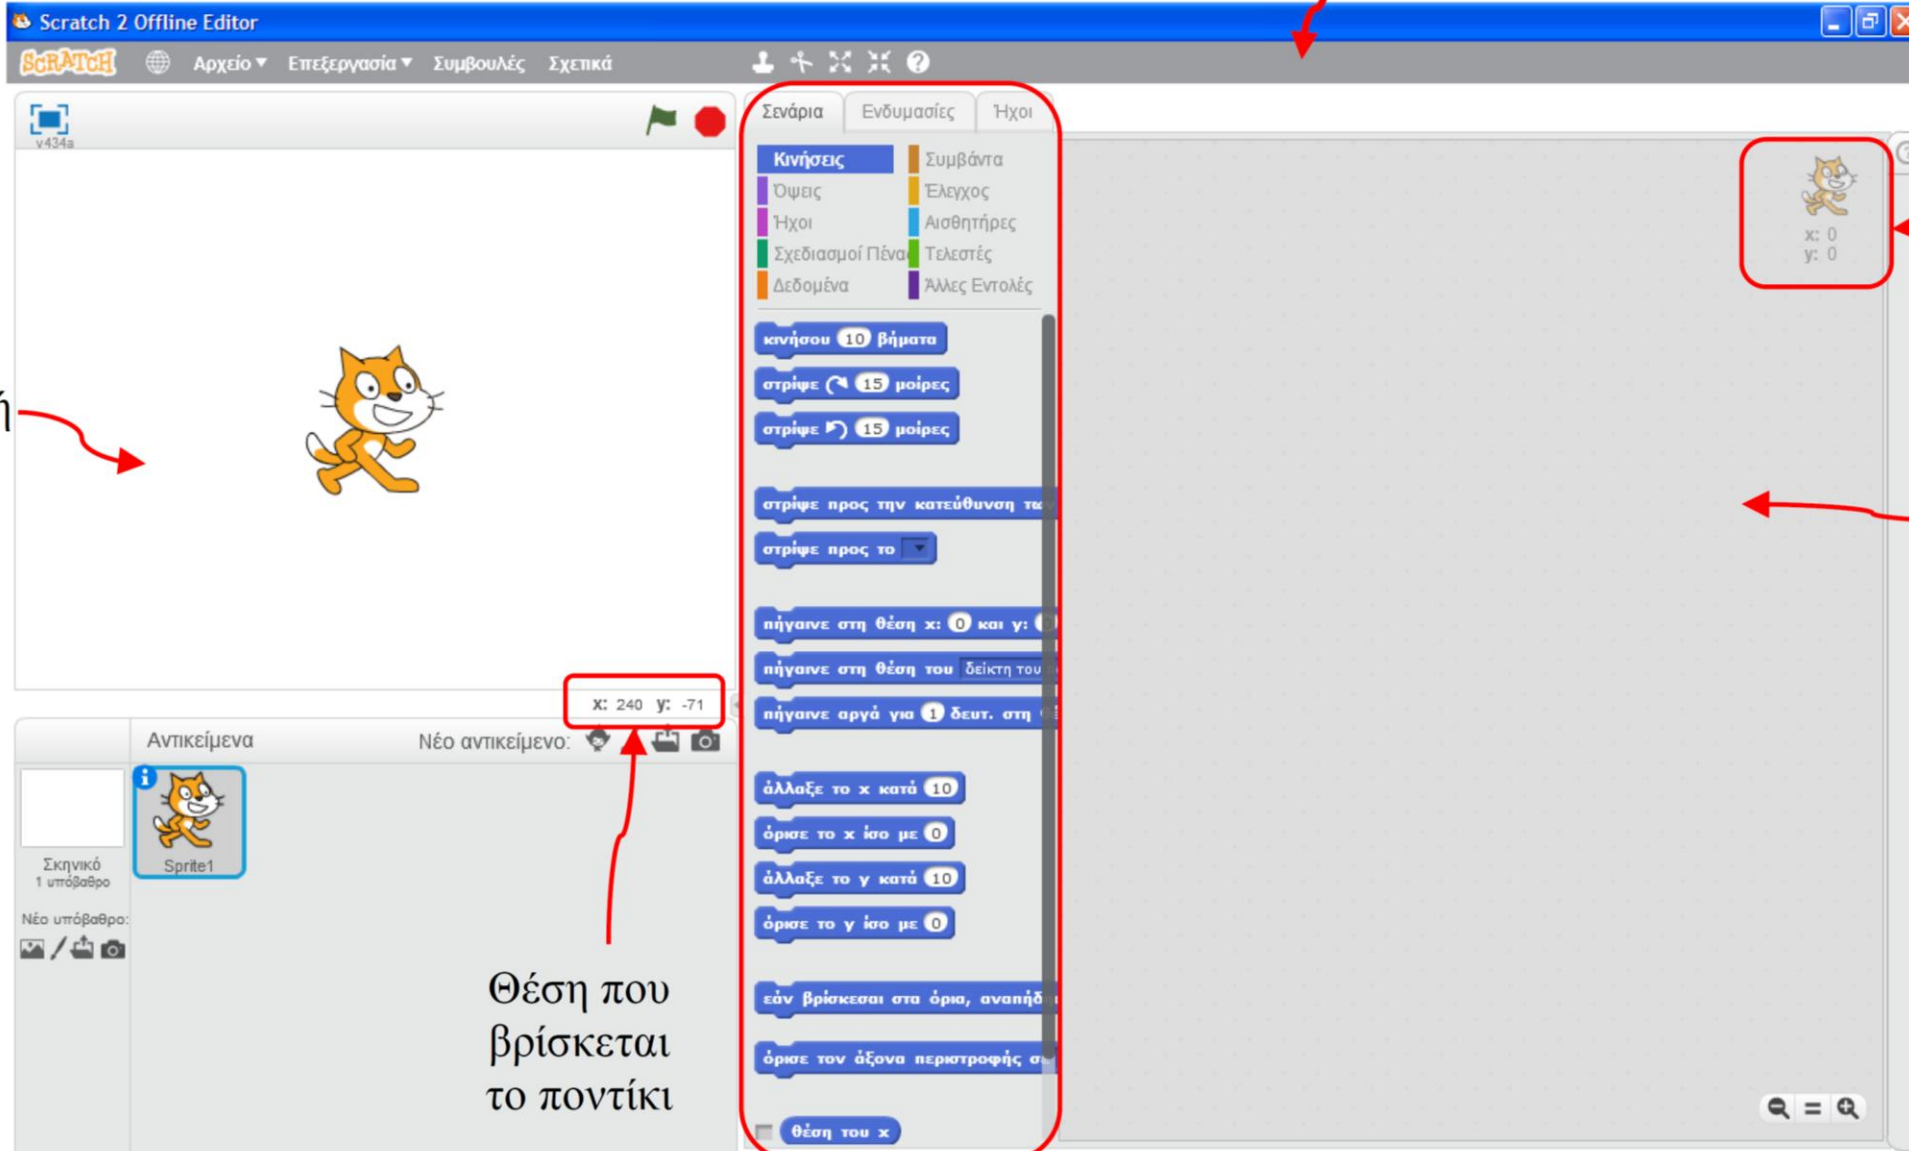 Scratch 2 Offline Editor
SCRATCH Αρχείο Επεξεργασία Συμβουλές Σχετικά
v434a
Σενάρια Ενδυμασίες Ήχοι
Κινήσεις Συμβάντα
Όψεις Έλεγχος
Ήχοι Αισθητήρες
Σχεδιασμοί Πένας Τελεστές
Δεδομένα Άλλες Εντολές
κινήσου 10 βήματα
στρίψε 15 μοίρες
στρίψε 15 μοίρες
στρίψε προς την κατεύθυνση των
στρίψε προς το
πήγαινε στη θέση x: 0 και y:
πήγαινε στη θέση του δείκτη του
πήγαινε αργά για 1 δευτ. στη
άλλαξε το x κατά 10
όρισε το x ίσο με 0
άλλαξε το y κατά 10
όρισε το y ίσο με 0
εάν βρίσκεσαι στα όρια,
όρισε τον άξονα περιστροφής
θέση του x
x: 0
y: 0
ή
x: 240 y: -71
Αντικείμενα Νέο αντικείμενο:
Sprite1
Σκηνικό
1 υπόβαθρο
Νέο υπόβαθρο:
Θέση που
βρίσκεται
το ποντίκι